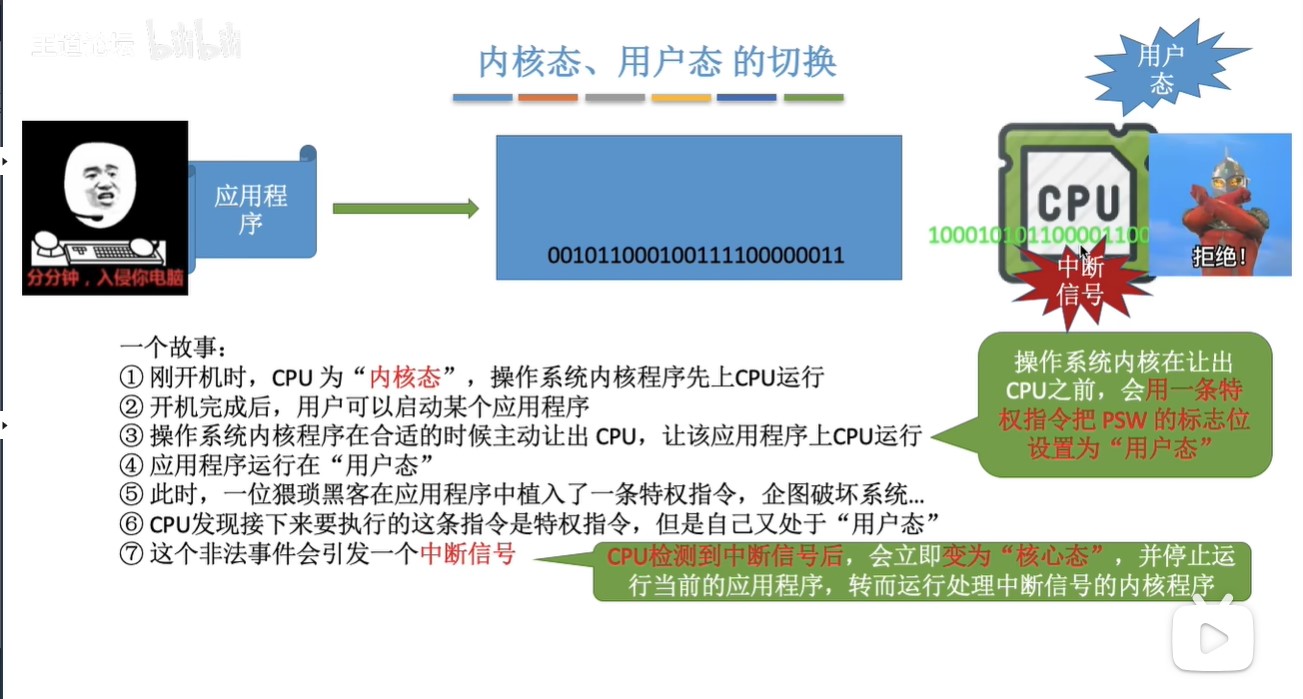 王道论坛 bilibili
内核态、用户态 的切换
用户
态
应用程
序
分分钟，入侵你电脑
001011000100111100000011
CPU
1000101011000011 00
拒绝！
中断
信号
一个故事：
① 刚开机时，CPU 为“内核态”，操作系统内核程序先上CPU运行
② 开机完成后，用户可以启动某个应用程序
③ 操作系统内核程序在合适的时候主动让出 CPU，让该应用程序上CPU运行
④ 应用程序运行在“用户态”
⑤ 此时，一位猥琐黑客在应用程序中植入了一条特权指令，企图破坏系统...
⑥ CPU发现接下来要执行的这条指令是特权指令，但是自己又处于“用户态”
⑦ 这个非法事件会引发一个中断信号
操作系统内核在让出
CPU之前，会用一条特
权指令把 PSW 的标志位
设置为“用户态”
CPU检测到中断信号后，会立即变为“核心态”，并停止运
行当前的应用程序，转而运行处理中断信号的内核程序